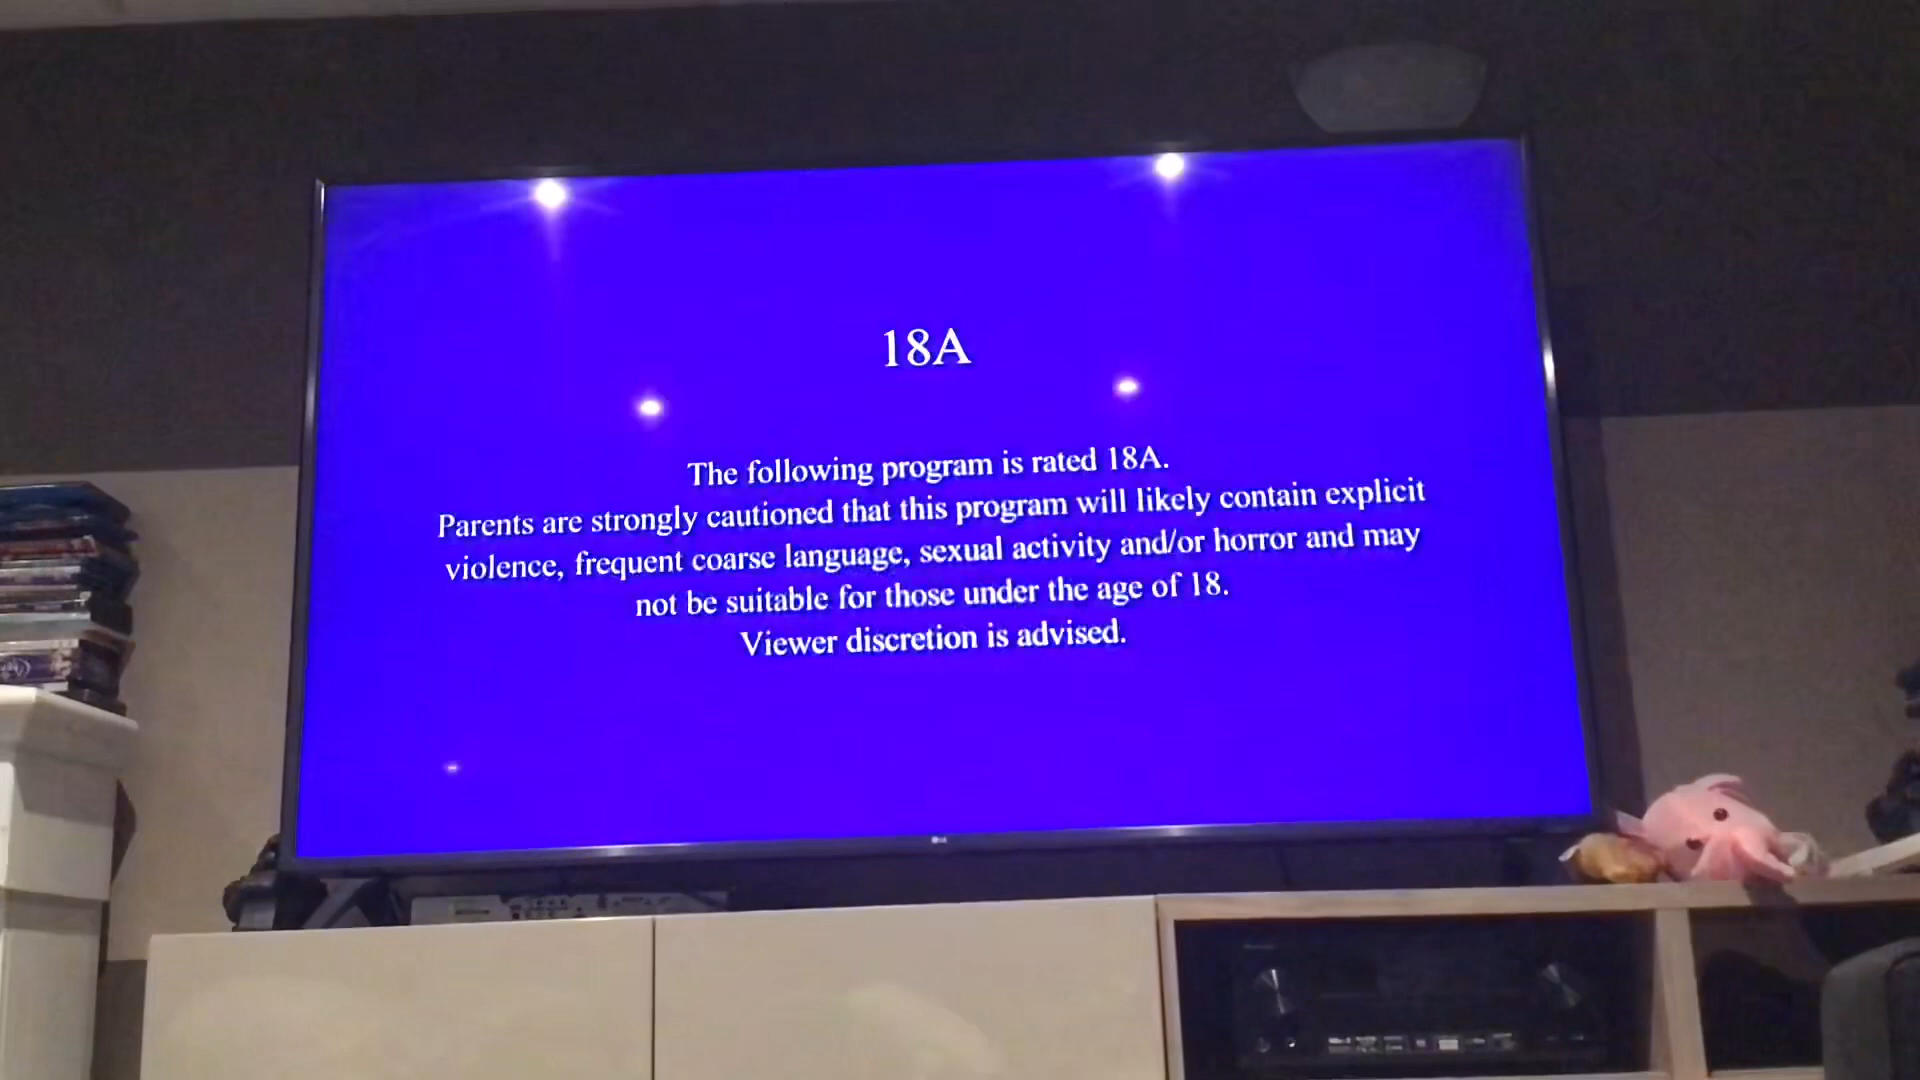 18A
The following program is rated 18A.
Parents are strongly cautioned that this program will likely contain explicit
violence, frequent coarse language, sexual activity and/or horror and may
not be suitable for those under the age of 18.
Viewer discretion is advised.